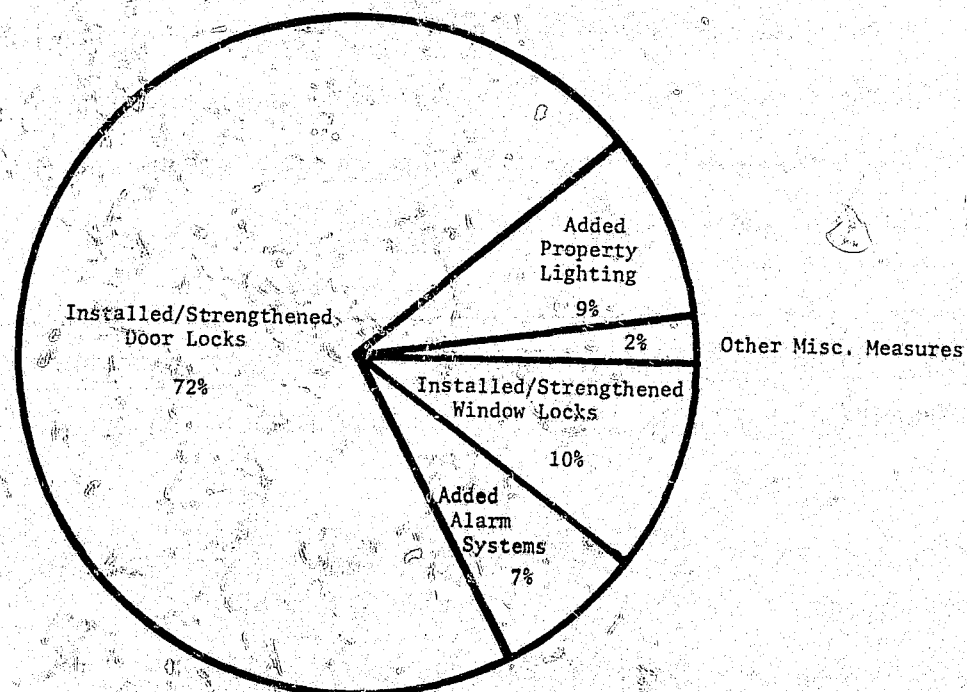 Added
Property
Lighting
9%
Installed/Strengthened
Door Locks
72%
2%
Other Misc. Measures
Installed/Strengthened
Window Locks
10%
Added
Alarm
Systems
7%